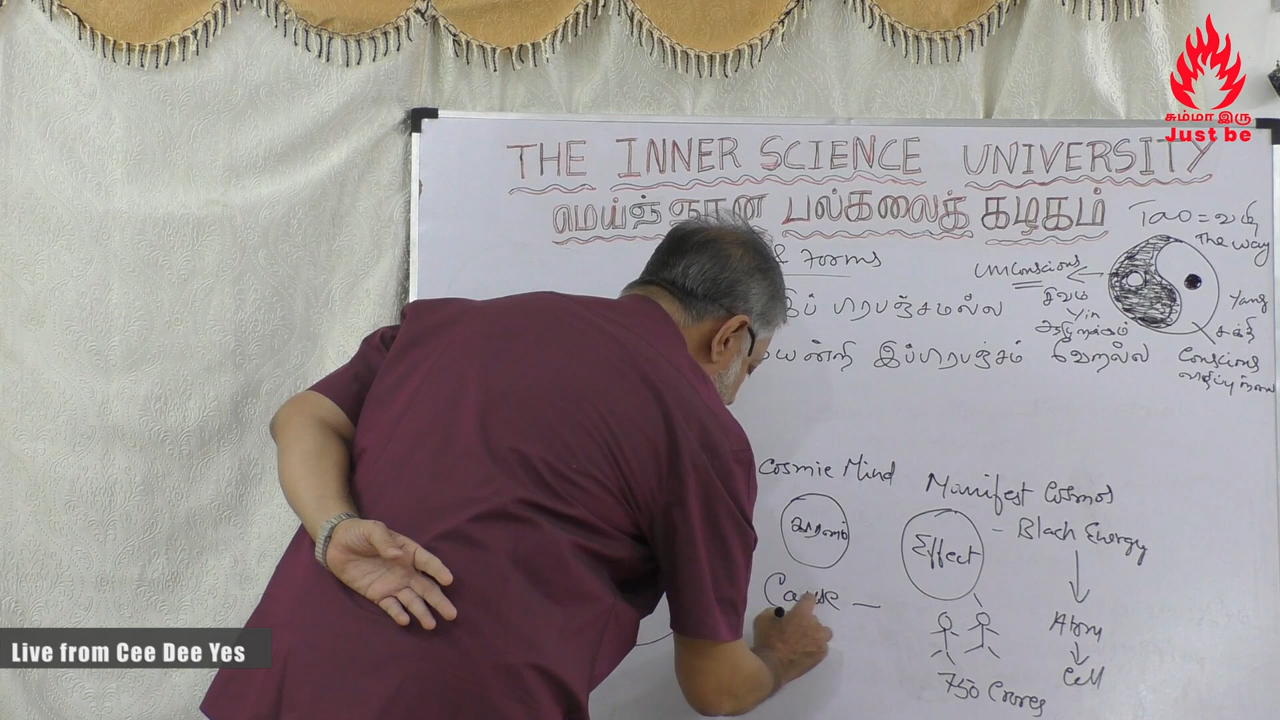 சும்மா இரு
Just be
THE INNER SCIENCE UNIVERSITY
மெய்ஞ்ஞான பல்கலைக் கழகம்
Tao = வழி
The way
& Forms
UnConscious
சிவம்
Yin
Yang
சக்தி
Conscious
பிரபஞ்சமல்ல
இப்பிரபஞ்சம் வேறல்ல
Cosmic Mind
காரணம்
Cause –
Manifest Cosmos
Effect
– Black Energy
Atom
Cell
750 Crores
Live from Cee Dee Yes